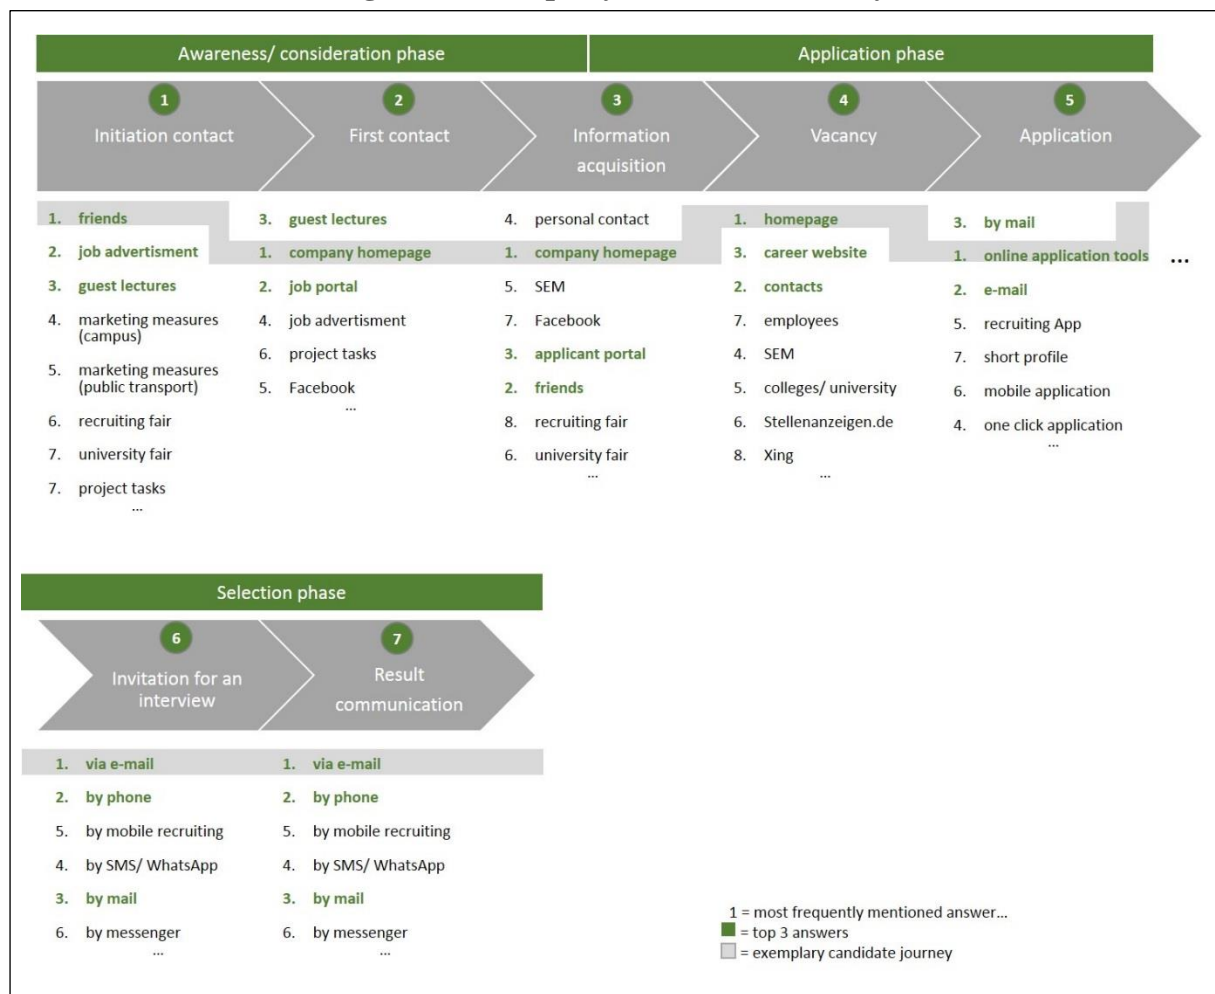 Awareness/ consideration phase
Application phase
1
Initiation contact
2
First contact
3
Information
acquisition
4
Vacancy
5
Application
1. friends
2. job advertisment
3. guest lectures
4. marketing measures
(campus)
5. marketing measures
(public transport)
6. recruiting fair
7. university fair
7. project tasks
...
3. guest lectures
1. company homepage
2. job portal
4. job advertisment
6. project tasks
5. Facebook
...
4. personal contact
1. company homepage
5. SEM
7. Facebook
3. applicant portal
2. friends
8. recruiting fair
6. university fair
...
1. homepage
3. career website
2. contacts
7. employees
4. SEM
5. colleges/ university
6. Stellenanzeigen.de
8. Xing
...
3. by mail
1. online application tools
2. e-mail
5. recruiting App
7. short profile
6. mobile application
4. one click application
...
...
Selection phase
6
Invitation for an
interview
7
Result
communication
1. via e-mail
2. by phone
5. by mobile recruiting
4. by SMS/ WhatsApp
3. by mail
6. by messenger
...
1. via e-mail
2. by phone
5. by mobile recruiting
4. by SMS/ WhatsApp
3. by mail
6. by messenger
...
1 = most frequently mentioned answer...
= top 3 answers
= exemplary candidate journey